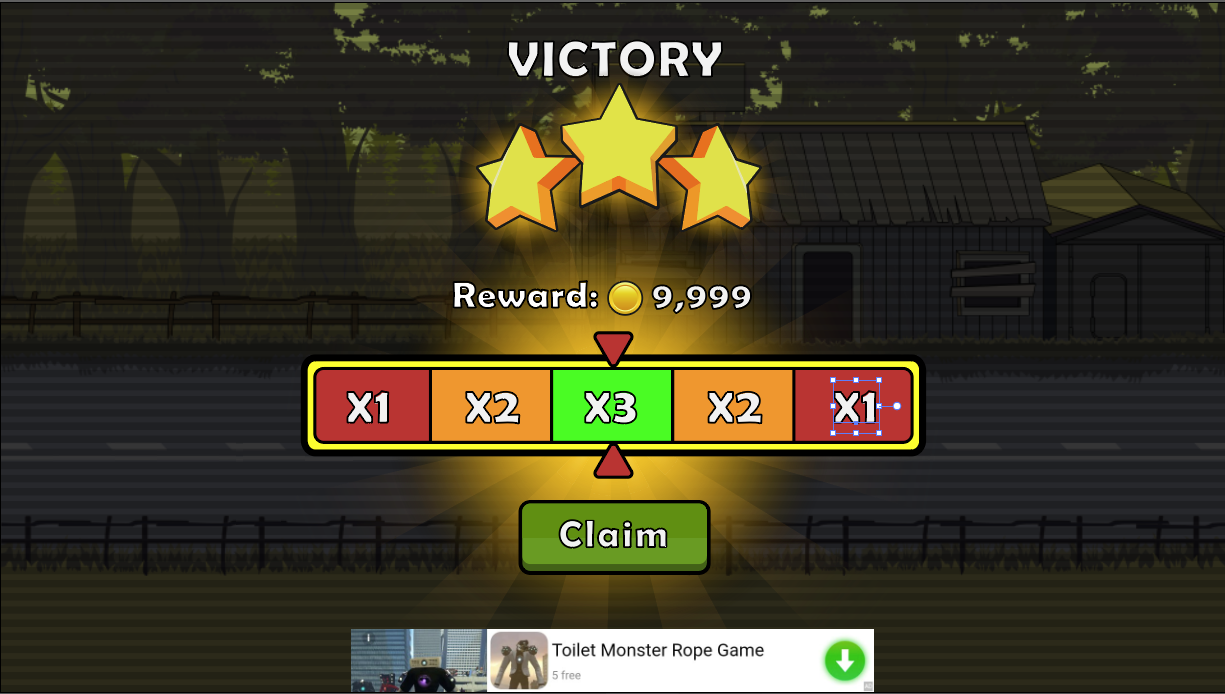 VICTORY
Reward: 9,999
X1 X2 X3 X2 X1
Claim
Toilet Monster Rope Game
5 free